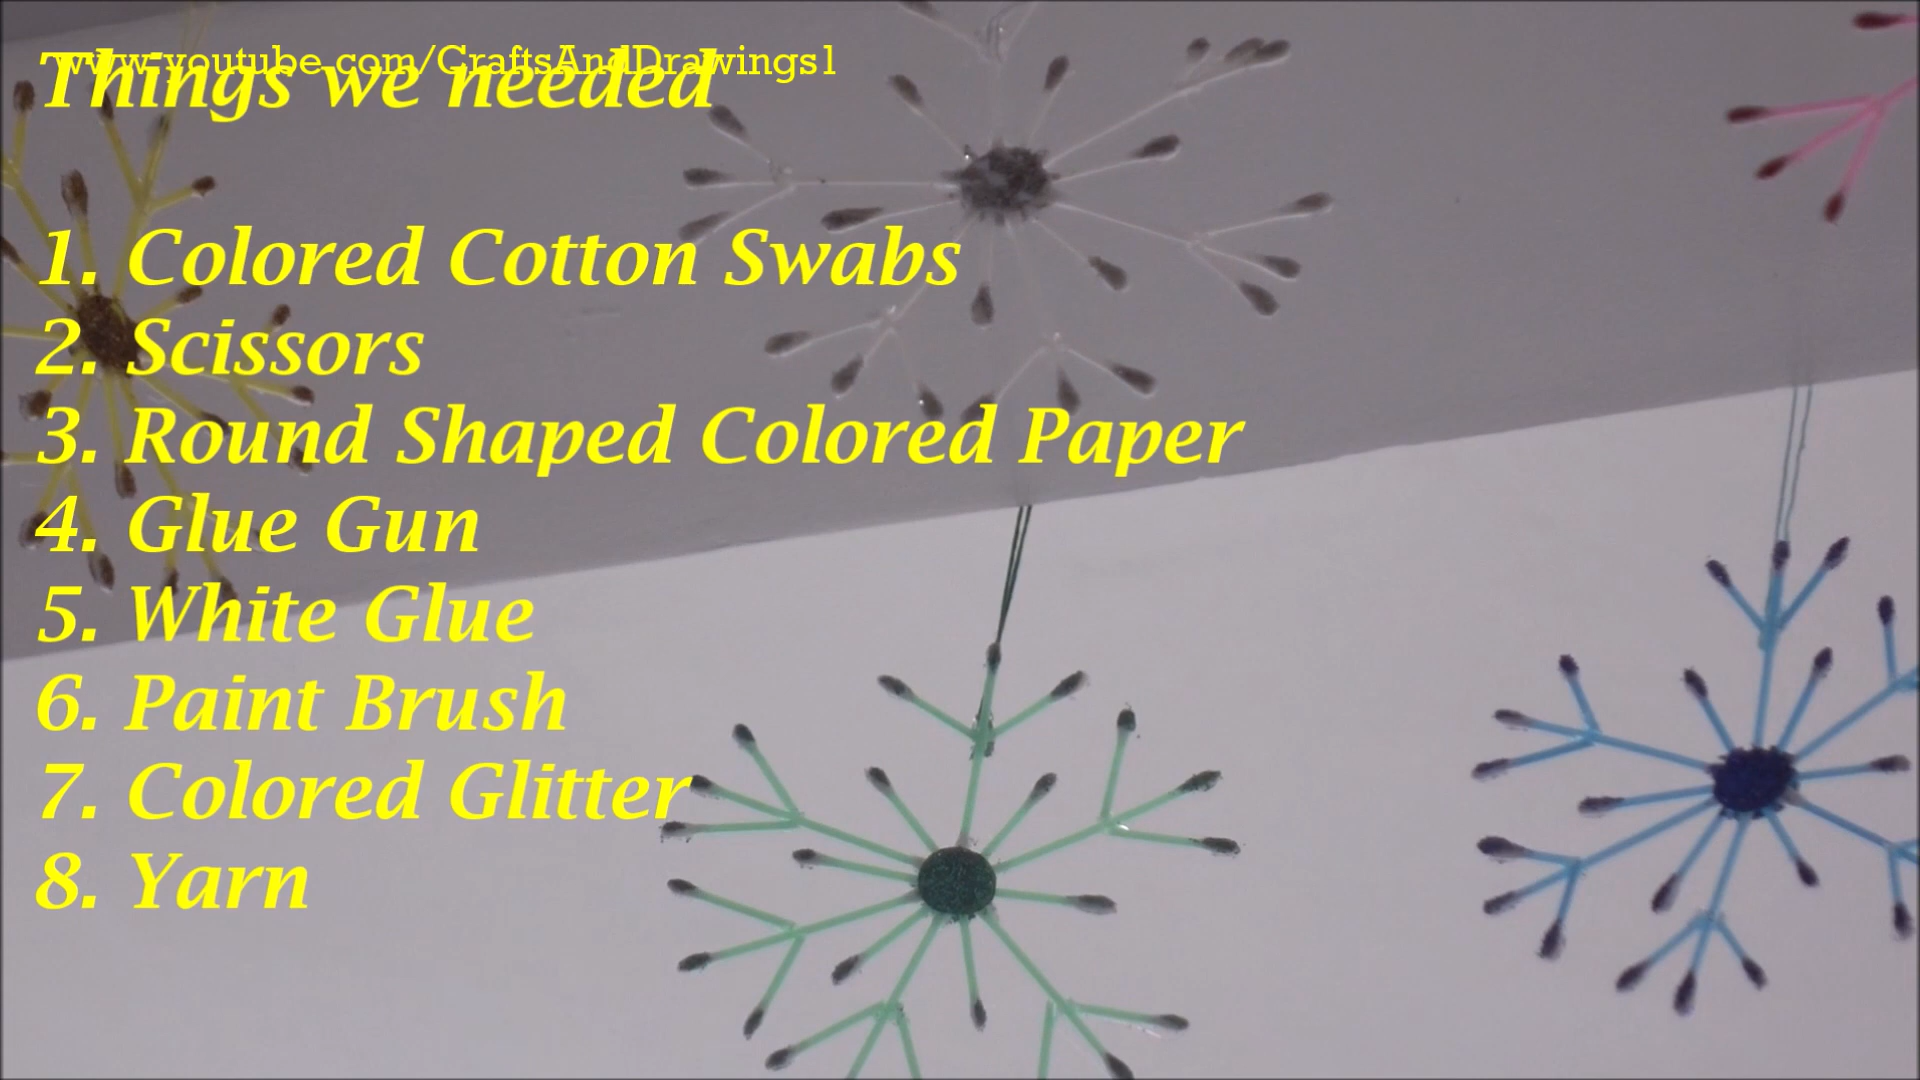 www.youtube.com/CraftsAndDrawings1
Things we needed
1. Colored Cotton Swabs
2. Scissors
3. Round Shaped Colored Paper
4. Glue Gun
5. White Glue
6. Paint Brush
7. Colored Glitter
8. Yarn